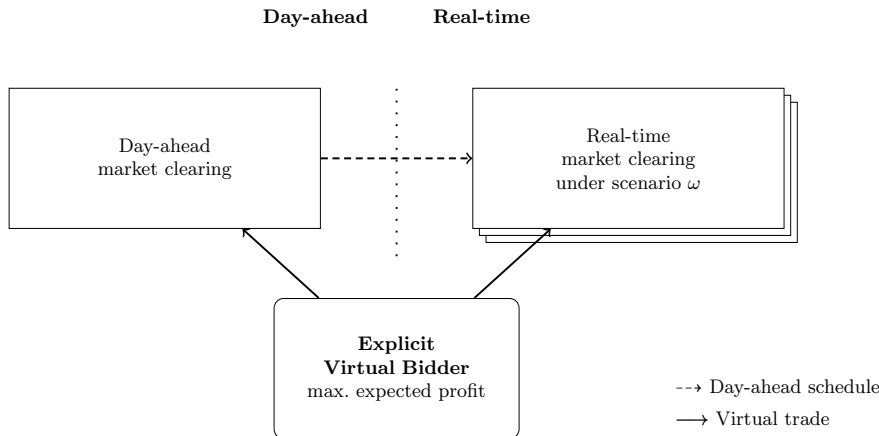 Day-ahead
Real-time
Day-ahead
market clearing
Real-time
market clearing
under scenario ω
Explicit
Virtual Bidder
max. expected profit
Day-ahead schedule
Virtual trade